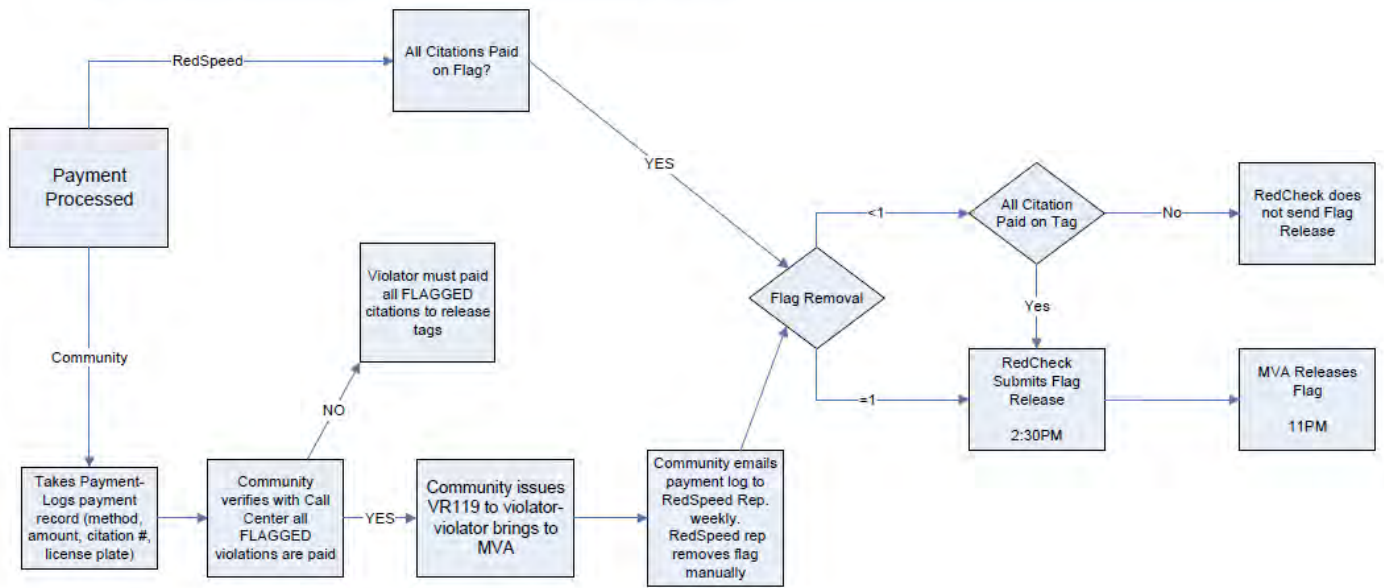 RedSpeed
All Citations Paid
on Flag?
Payment
Processed
YES
<1
All Citation
Paid on Tag
No
RedCheck does
not send Flag
Release
Violator must paid
all FLAGGED
citations to release
tags
Flag Removal
Yes
Community
RedCheck
Submits Flag
Release
2:30PM
MVA Releases
Flag
11PM
=1
NO
Takes Payment-
Logs payment
record (method,
amount, citation #,
license plate)
Community
verifies with Call
Center all
FLAGGED
violations are paid
YES
Community issues
VR119 to violator-
violator brings to
MVA
Community emails
payment log to
RedSpeed Rep.
weekly.
RedSpeed rep
removes flag
manually